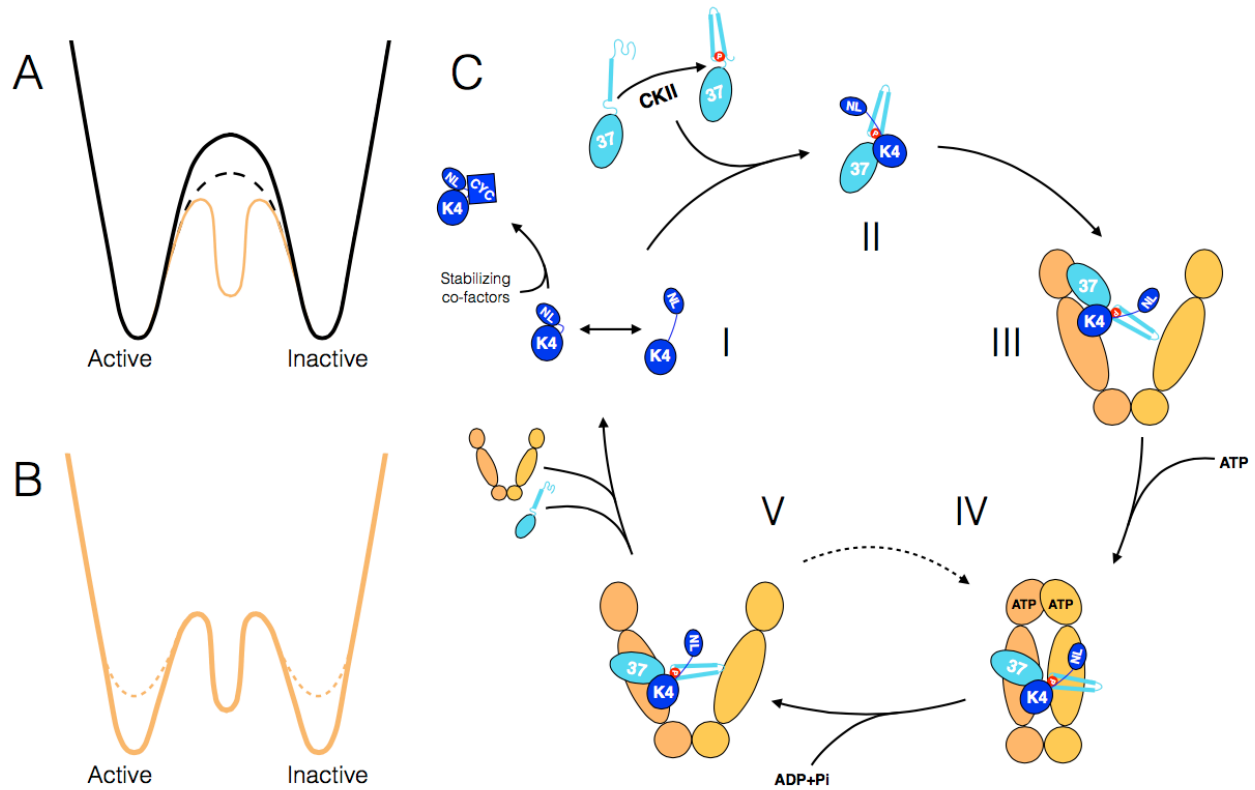 A
Active
Inactive
B
Active
Inactive
C
37
CKII
P
37
NL
P
37
K4
II
NL
CYC
K4
Stabilizing
co-factors
NL
K4
NL
K4
I
III
37
K4
P
NL
ATP
V
IV
ATP
ATP
37
P
NL
K4
37
P
NL
K4
ADP+Pi